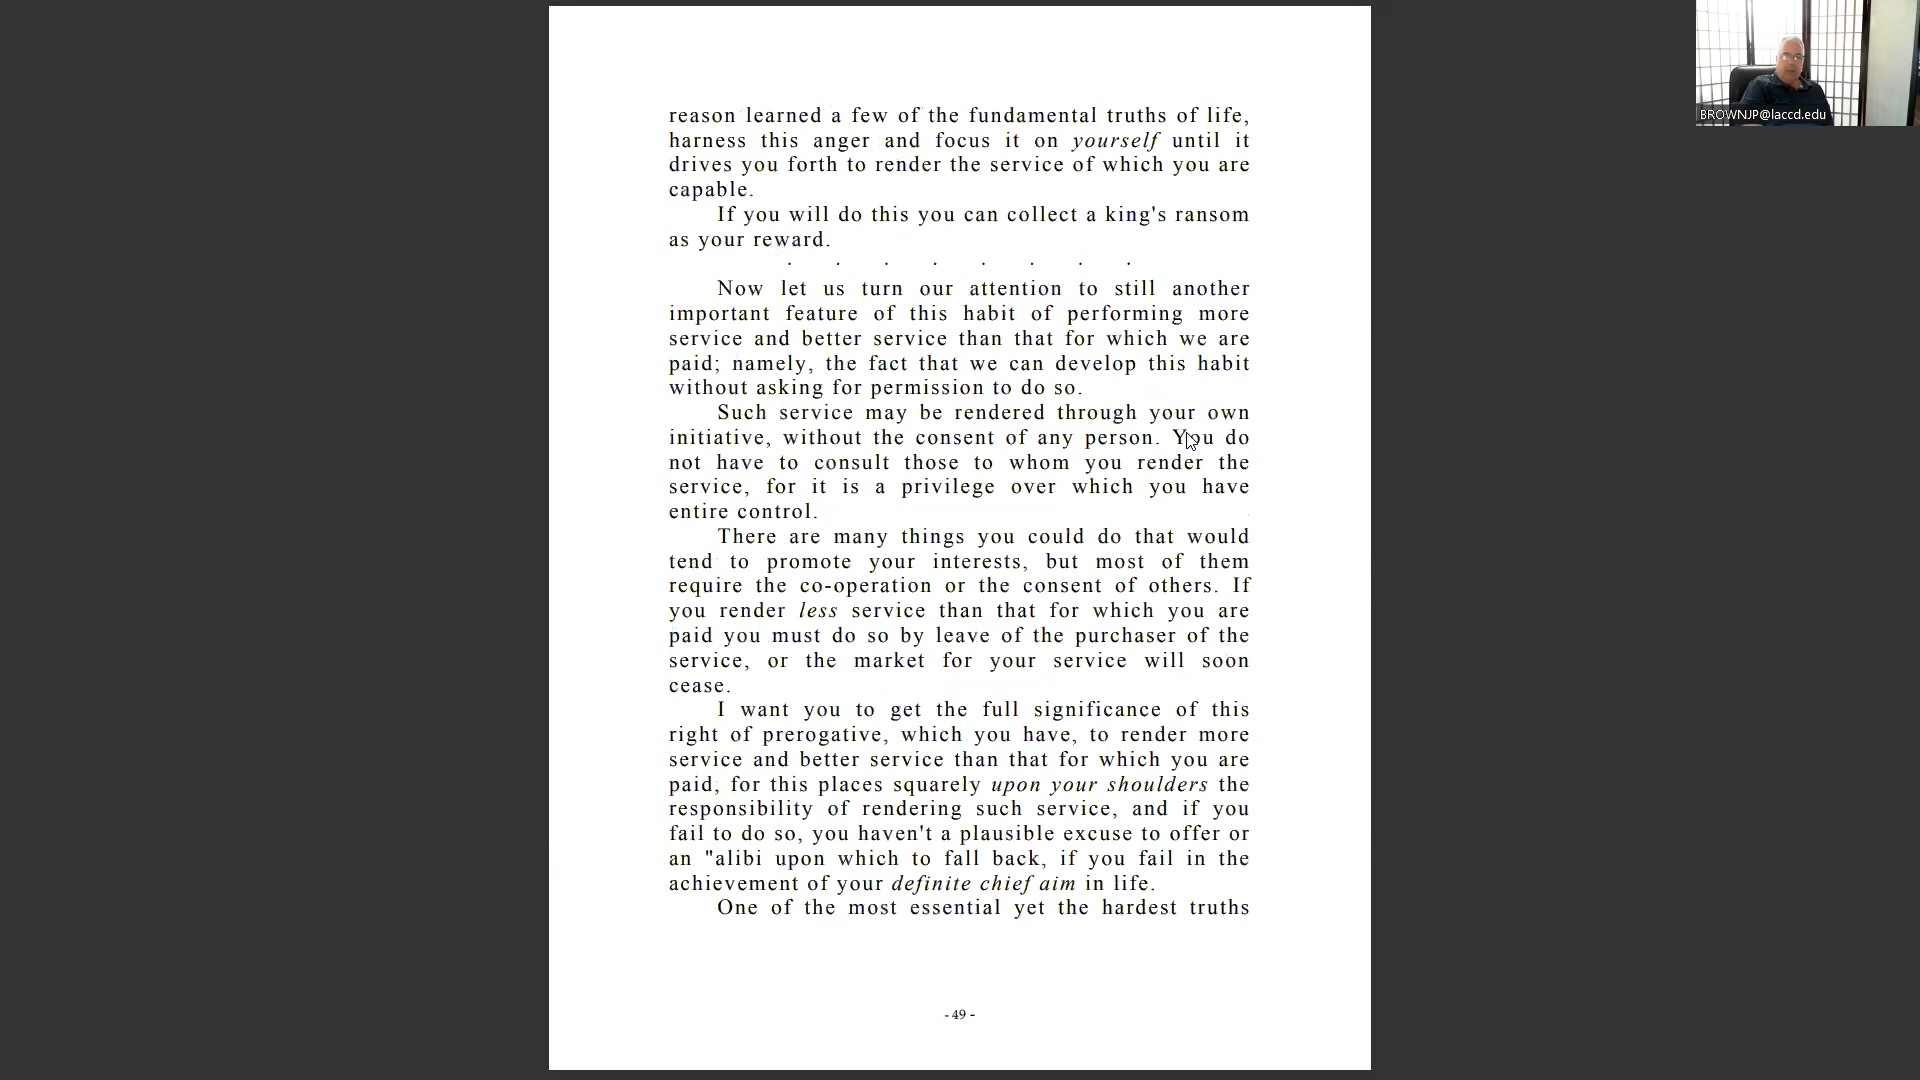 BROWNJP@laccd.edu
reason learned a few of the fundamental truths of life,
harness this anger and focus it on yourself until it
drives you forth to render the service of which you are
capable.
If you will do this you can collect a king's ransom
as your reward.
. . . . . . . .
Now let us turn our attention to still another
important feature of this habit of performing more
service and better service than that for which we are
paid; namely, the fact that we can develop this habit
without asking for permission to do so.
Such service may be rendered through your own
initiative, without the consent of any person. You do
not have to consult those to whom you render the
service, for it is a privilege over which you have
entire control.
There are many things you could do that would
tend to promote your interests, but most of them
require the co-operation or the consent of others. If
you render less service than that for which you are
paid you must do so by leave of the purchaser of the
service, or the market for your service will soon
cease.
I want you to get the full significance of this
right of prerogative, which you have, to render more
service and better service than that for which you are
paid, for this places squarely upon your shoulders the
responsibility of rendering such service, and if you
fail to do so, you haven't a plausible excuse to offer or
an "alibi upon which to fall back, if you fail in the
achievement of your definite chief aim in life.
One of the most essential yet the hardest truths
- 49 -